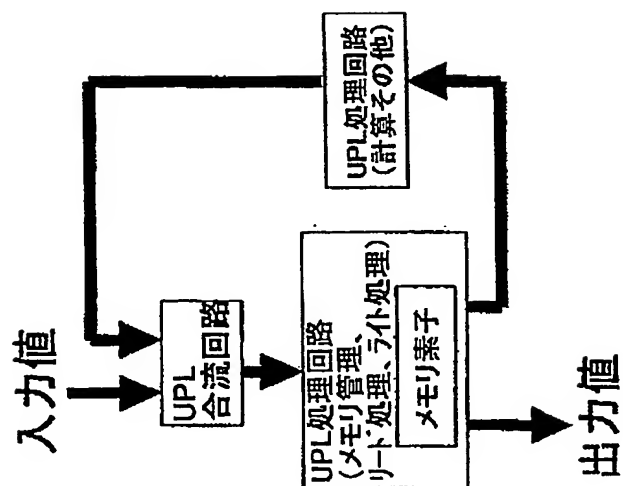 入力値
UPL
合流回路
UPL処理回路
(メモリ管理、
リード処理、ライト処理)
メモリ素子
出力値
UPL処理回路
(計算その他)